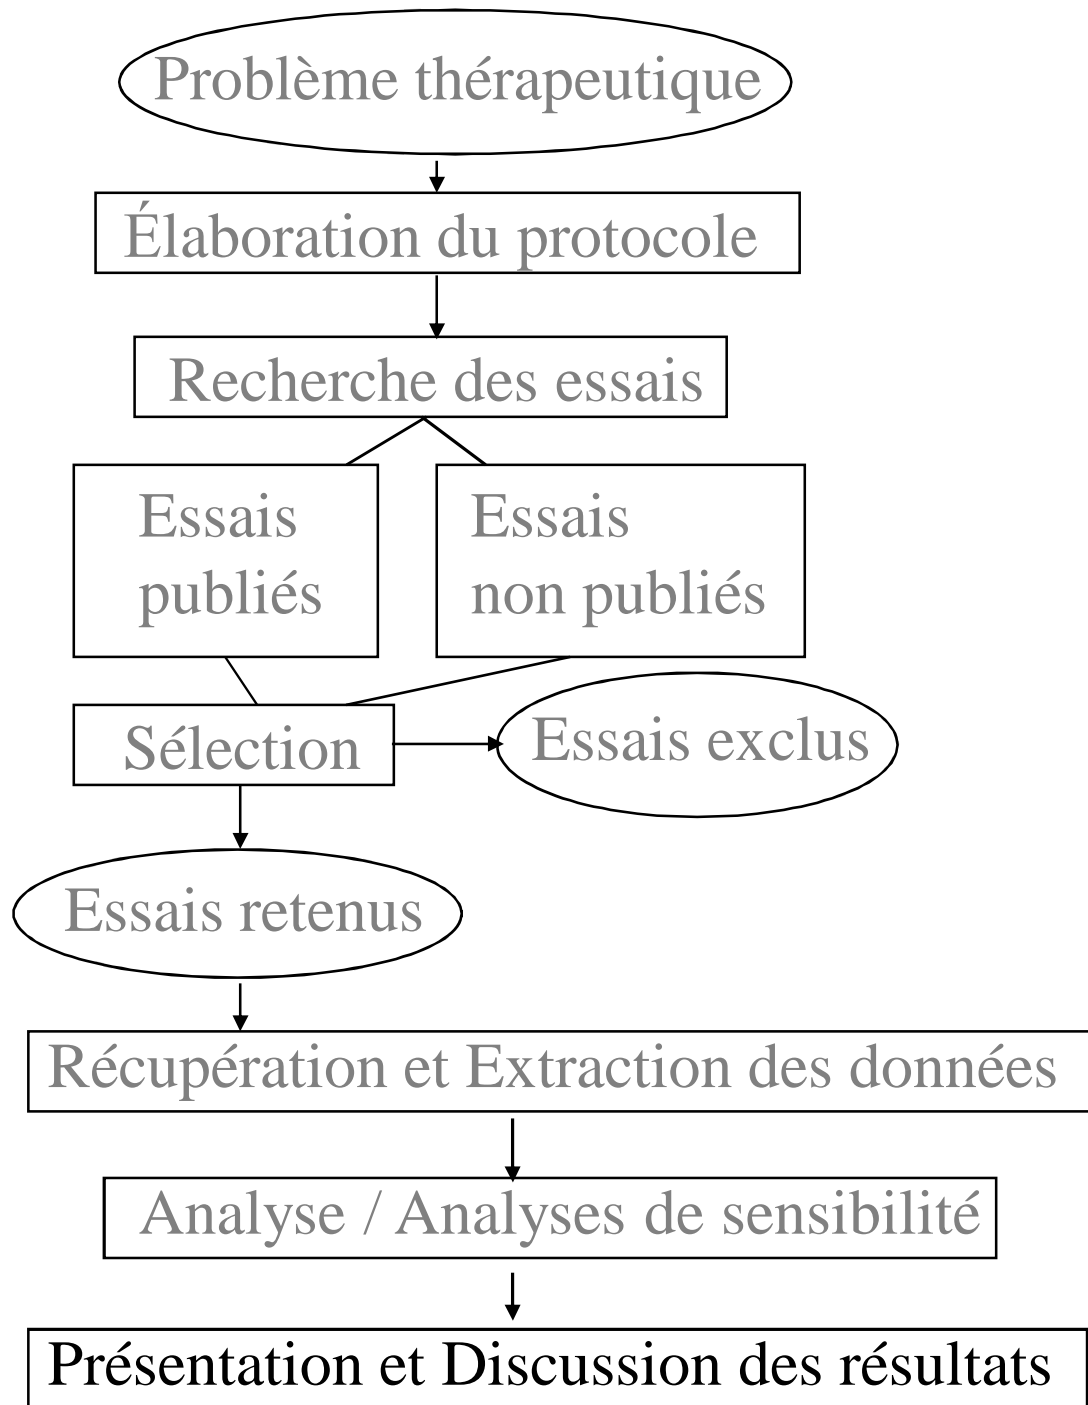 Problème thérapeutique
Élaboration du protocole
Recherche des essais
Essais
publiés
Essais
non publiés
Sélection
Essais exclus
Essais retenus
Récupération et Extraction des données
Analyse / Analyses de sensibilité
Présentation et Discussion des résultats